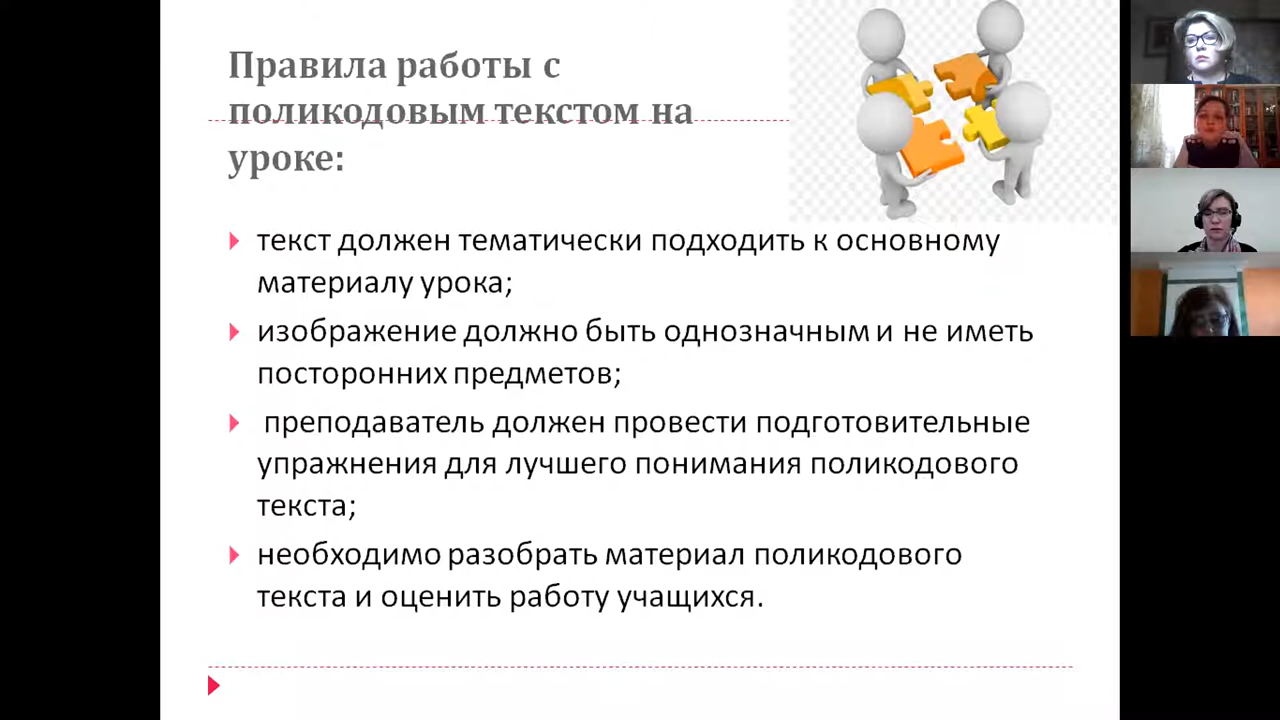 Правила работы с
поликодовым текстом на
уроке:
текст должен тематически подходить к основному
материалу урока;
изображение должно быть однозначным и не иметь
посторонних предметов;
преподаватель должен провести подготовительные
упражнения для лучшего понимания поликодового
текста;
необходимо разобрать материал поликодового
текста и оценить работу учащихся.